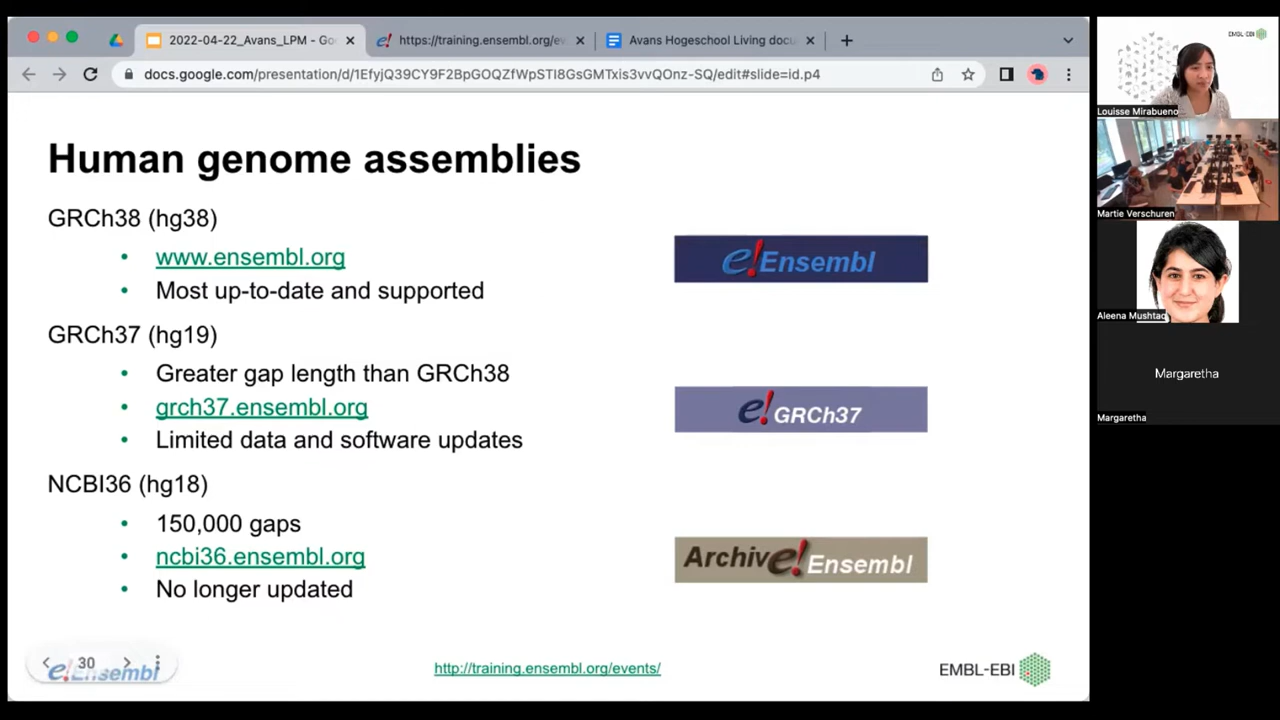 2022-04-22_Avans_LPM - Go
https://training.ensembl.org/ev
Avans Hogeschool Living docu
docs.google.com/presentation/d/1EfyjQ39CY9F2BpGOQZfWpSTI8GsGMTxis3vvQOnz-SQ/edit#slide=id.p4
Human genome assemblies
GRCh38 (hg38)
• www.ensembl.org
• Most up-to-date and supported
e!Ensembl
GRCh37 (hg19)
• Greater gap length than GRCh38
• grch37.ensembl.org
• Limited data and software updates
e!GRCh37
NCBI36 (hg18)
• 150,000 gaps
• ncbi36.ensembl.org
• No longer updated
Archive!Ensembl
30
e!Ensembl
http://training.ensembl.org/events/
EMBL-EBI
EMBL-EBI
Louisse Mirabueno
Martie Verschuren
Aleena Mushtaq
Margaretha
Margaretha